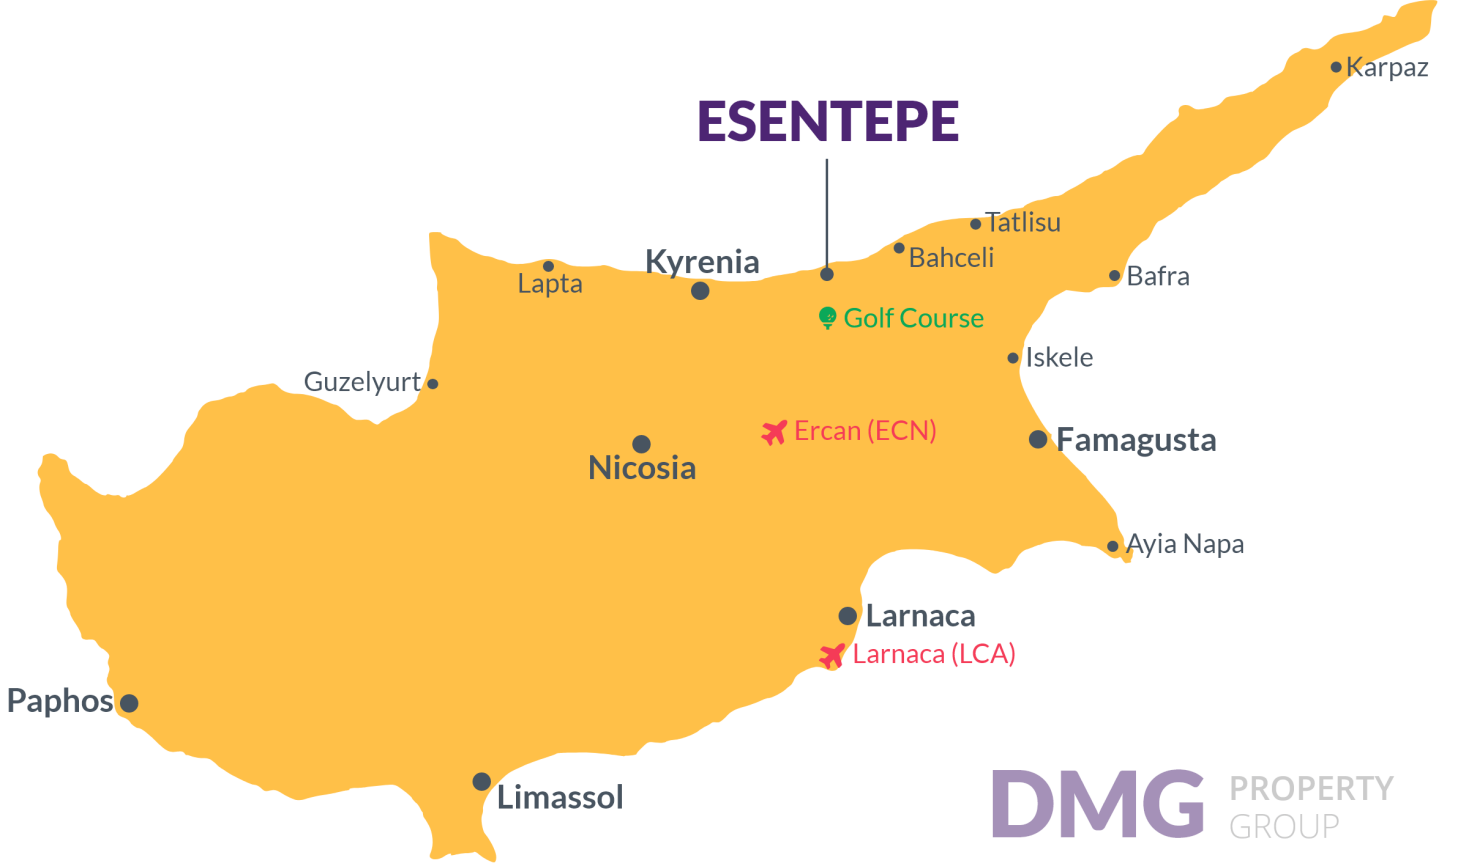 Karpaz
ESENTEPE
Tatlisu
Kyrenia
Bahceli
Lapta
Bafra
Golf Course
Iskele
Guzelyurt
Ercan (ECN)
Famagusta
Nicosia
Ayia Napa
Larnaca
Larnaca (LCA)
Paphos
Limassol
DMG PROPERTY
GROUP